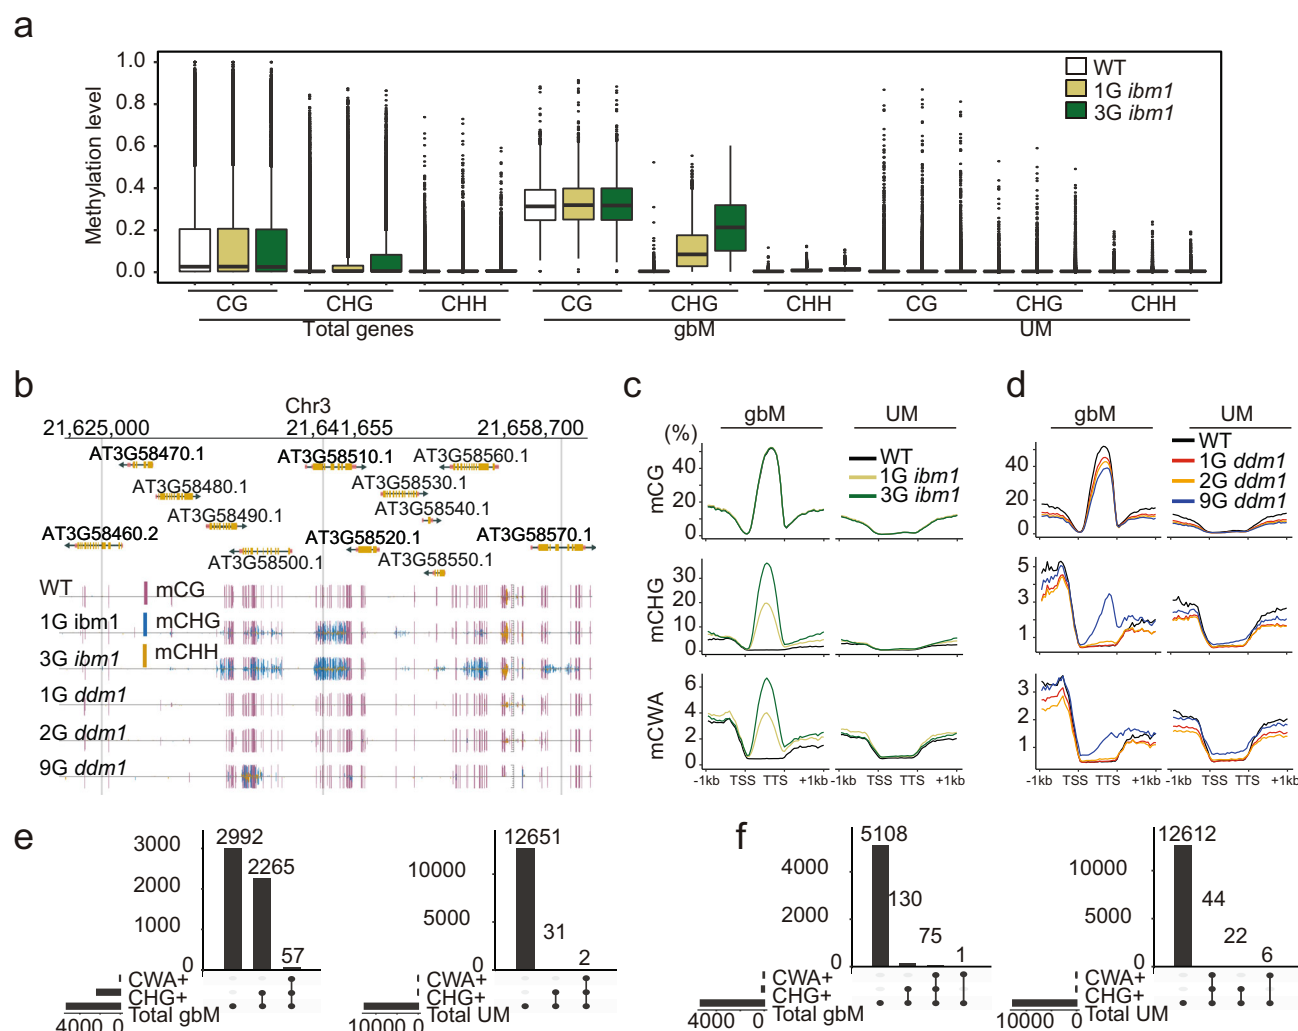 a
Methylation level
1.0
0.8
0.6
0.4
0.2
0.0
WT
1G ibm1
3G ibm1
CG CHG CHH CG CHG CHH CG CHG CHH
Total genes gbM UM
b
Chr3
21,625,000 21,641,655 21,658,700
AT3G58470.1 AT3G58510.1 AT3G58560.1
AT3G58480.1 AT3G58530.1
AT3G58490.1 AT3G58540.1
AT3G58460.2 AT3G58520.1 AT3G58570.1
AT3G58500.1 AT3G58550.1
WT mCG
1G ibm1 mCHG
3G ibm1 mCHH
1G ddm1
2G ddm1
9G ddm1
c
gbM UM
(%)
WT
1G ibm1
3G ibm1
mCG
60
40
20
0
mCHG
30
20
10
0
mCWA
6
4
2
0
-1kb TSS TTS +1kb -1kb TSS TTS +1kb
d
gbM UM
WT
1G ddm1
2G ddm1
9G ddm1
40
20
0
5
3
1
3
2
1
-1kb TSS TTS +1kb -1kb TSS TTS +1kb
e
3000
2000
1000
0
2992
2265
57
CWA+
CHG+
Total gbM
4000 0
10000
5000
0
12651
31
2
CWA+
CHG+
Total UM
10000 0
f
4000
2000
0
5108
130
75
1
CWA+
CHG+
Total gbM
4000 0
10000
5000
0
12612
44
22
6
CWA+
CHG+
Total UM
10000 0